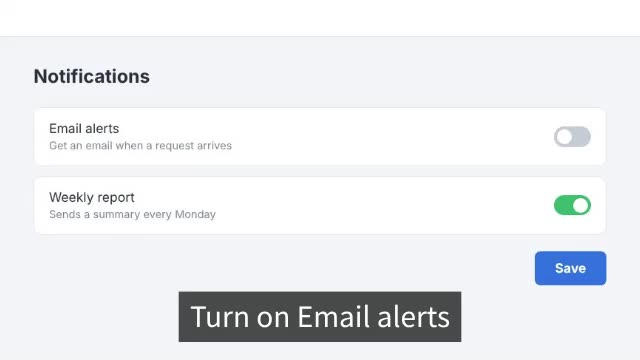 Notifications
Email alerts
Get an email when a request arrives
Weekly report
Sends a summary every Monday
Save
Turn on Email alerts